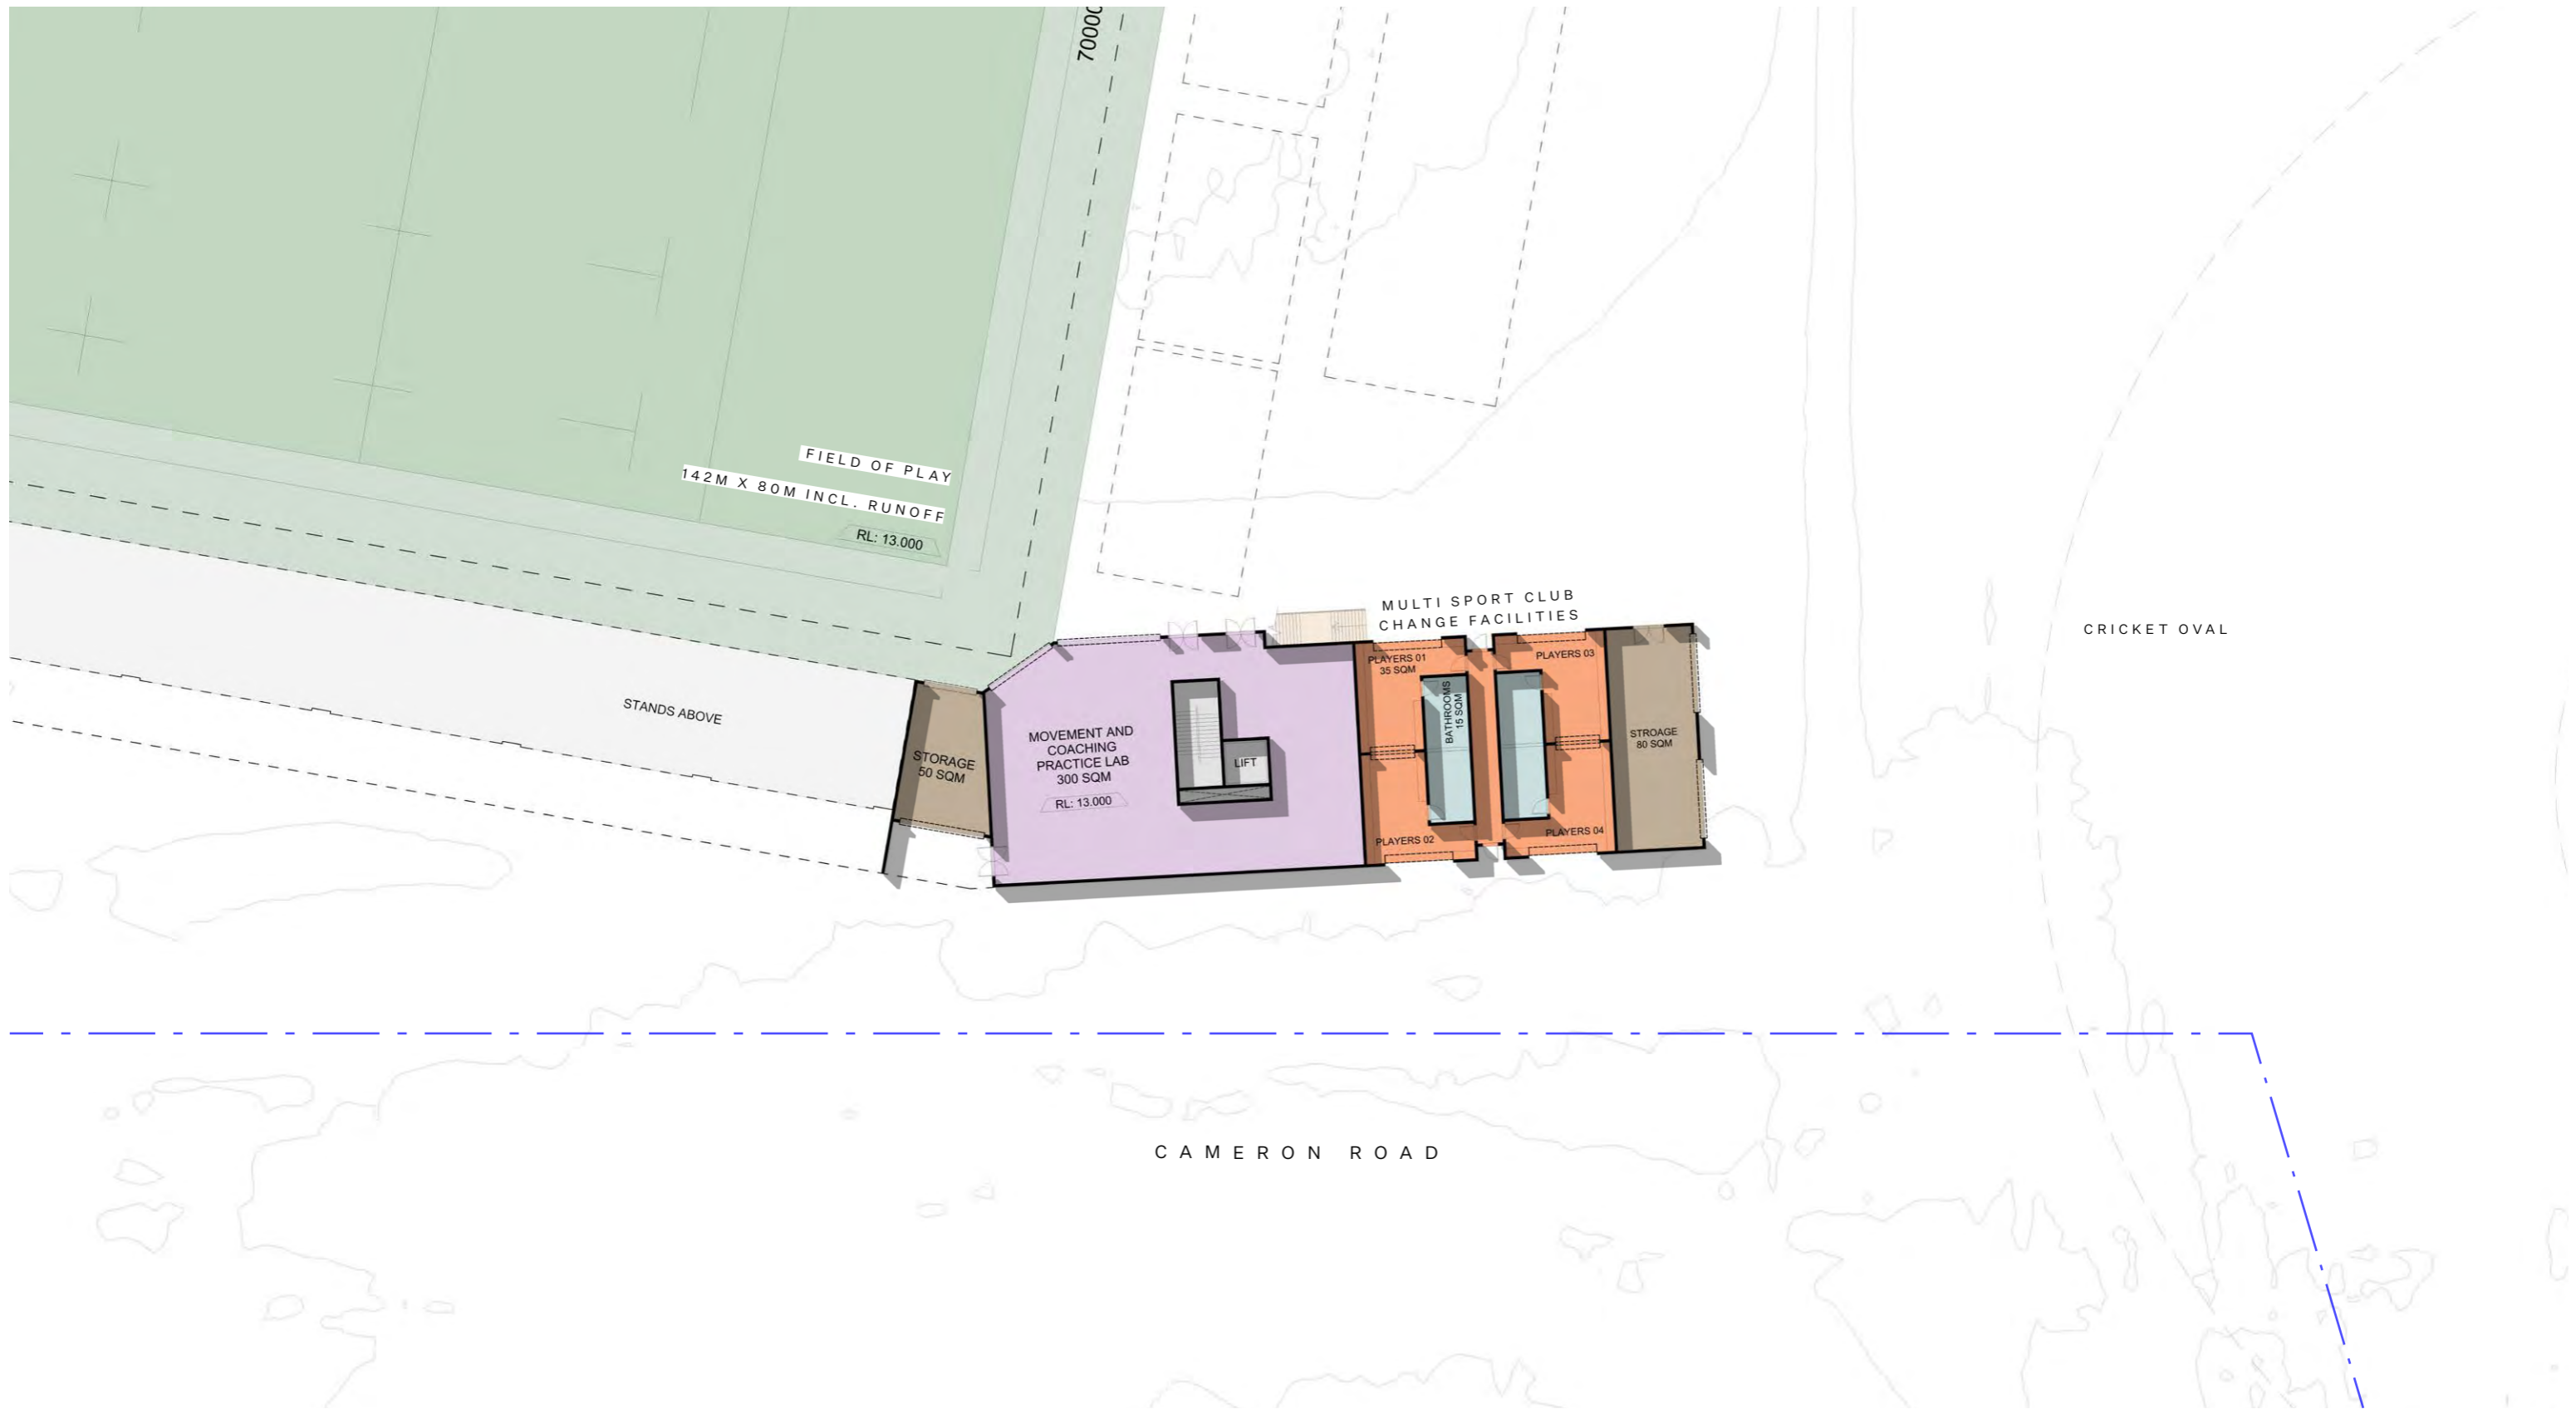 70000
FIELD OF PLAY
142M X 80M INCL. RUNOFF
RL: 13.000
MULTI SPORT CLUB
CHANGE FACILITIES
CRICKET OVAL
PLAYERS 01
35 SQM
PLAYERS 03
BATHROOMS
15 SQM
STANDS ABOVE
STORAGE
50 SQM
MOVEMENT AND
COACHING
PRACTICE LAB
300 SQM
RL: 13.000
LIFT
STROAGE
80 SQM
PLAYERS 02
PLAYERS 04
CAMERON ROAD